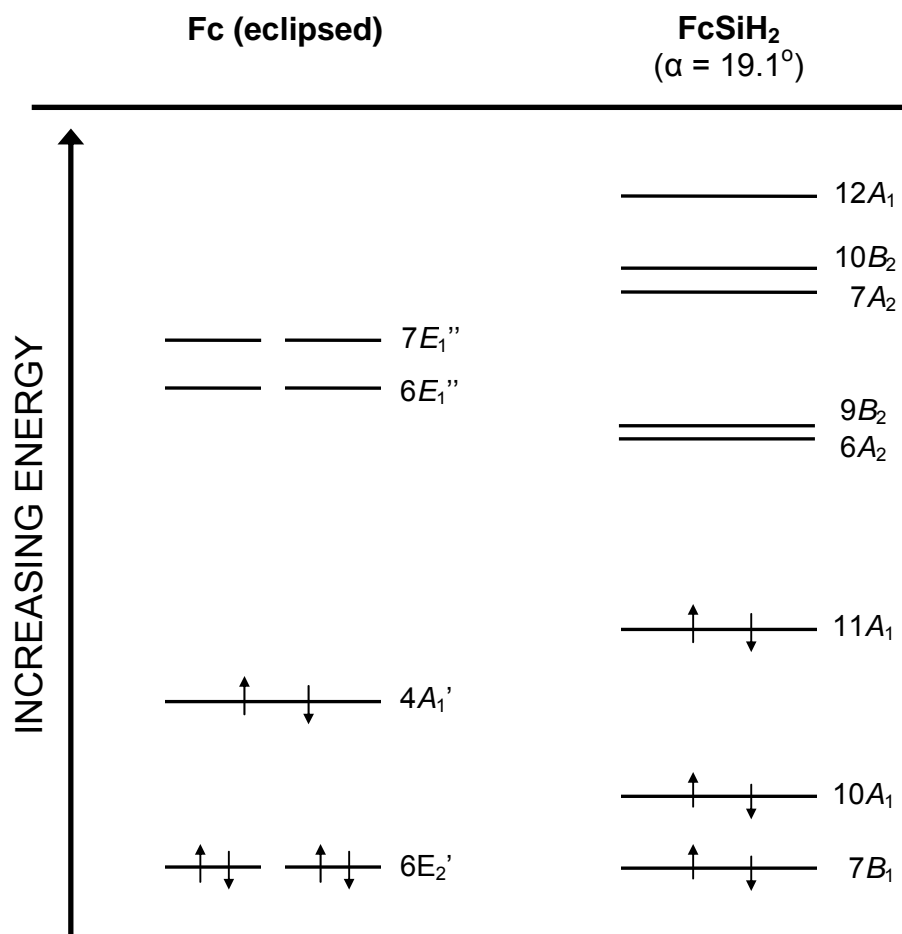 Fc (eclipsed)
FcSiH₂
(α = 19.1°)
INCREASING ENERGY
12A₁
10B₂
7A₂
7E₁’’
6E₁’’
9B₂
6A₂
11A₁
4A₁’
10A₁
6E₂’
7B₁